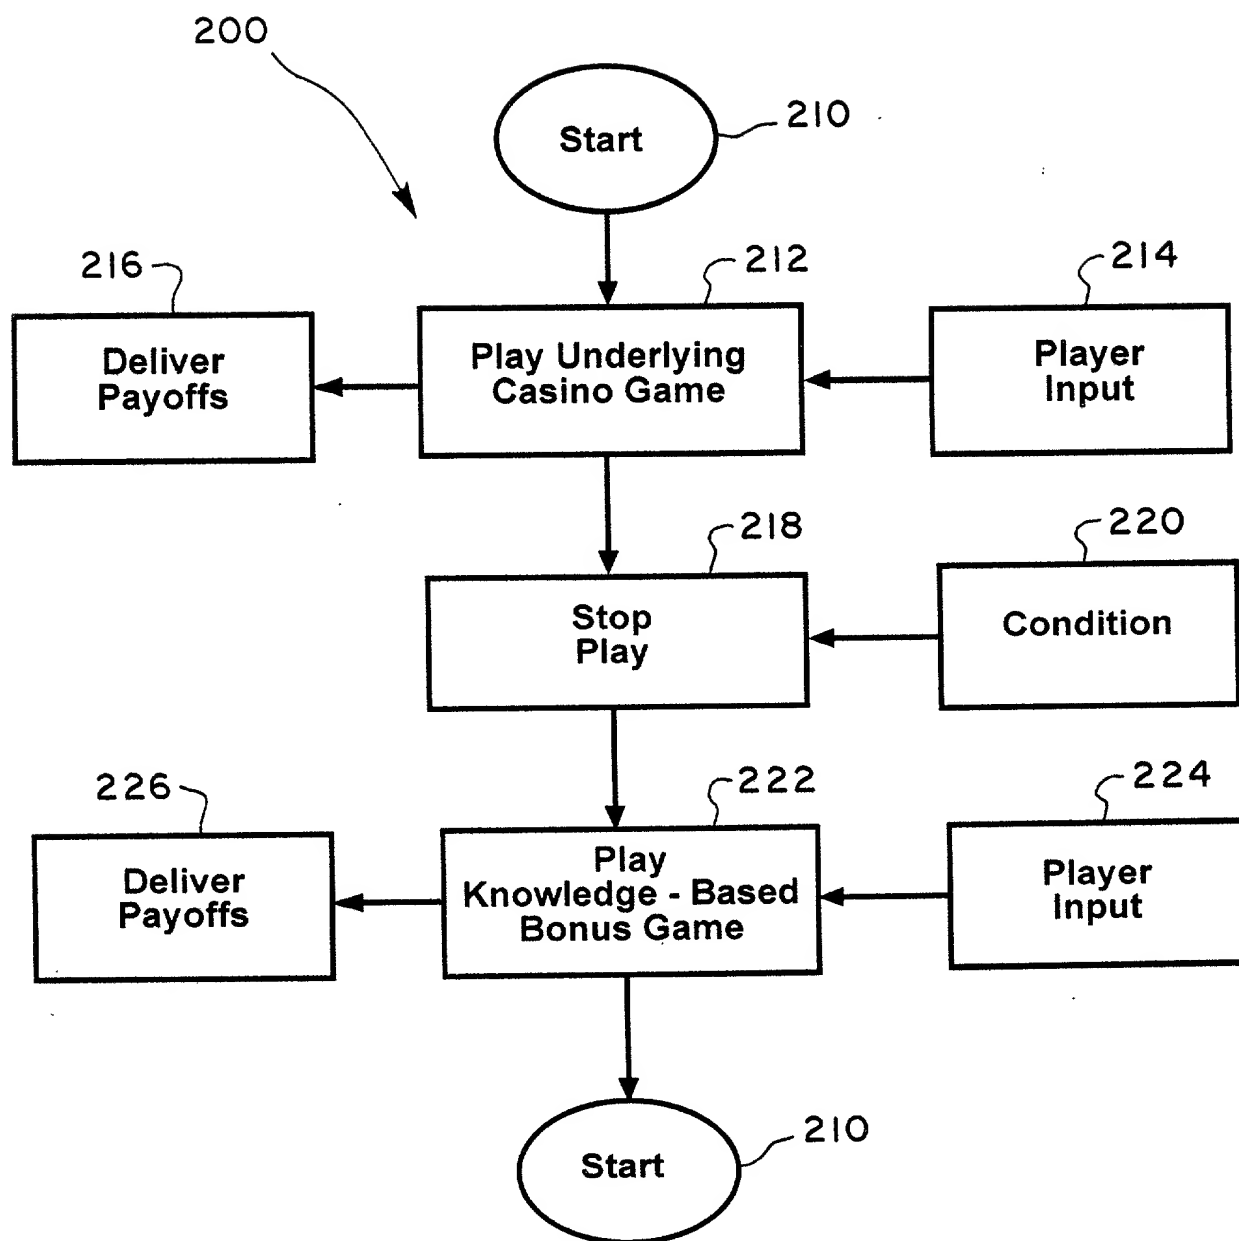 200
210
Start
216
212
214
Deliver
Payoffs
Play Underlying
Casino Game
Player
Input
218
220
Stop
Play
Condition
226
222
224
Deliver
Payoffs
Play
Knowledge - Based
Bonus Game
Player
Input
210
Start